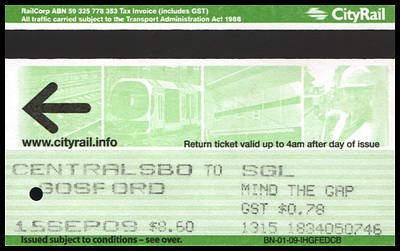 RailCorp ABN 59 325 778 353 Tax Invoice (includes GST)
All traffic carried subject to the Transport Administration Act 1988
CityRail
www.cityrail.info
Return ticket valid up to 4am after day of issue
CENTRALSBO TO SGL
GOSFORD MIND THE GAP
GST $0.78
15SEP09 $8.60 1315 1834050746
Issued subject to conditions – see over.
BN-01-09-IHGFEDCB